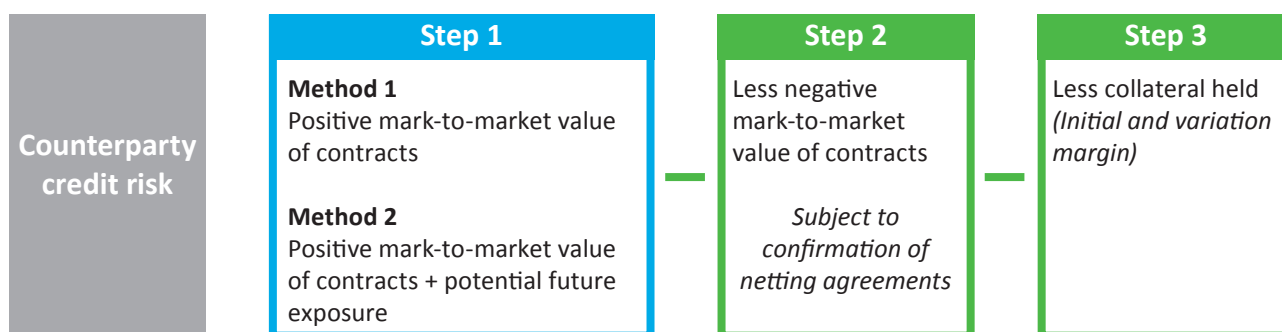 Counterparty
credit risk
Step 1
Method 1
Positive mark-to-market value
of contracts
Method 2
Positive mark-to-market value
of contracts + potential future
exposure
Step 2
Less negative
mark-to-market
value of contracts
Subject to
confirmation of
netting agreements
Step 3
Less collateral held
(Initial and variation
margin)